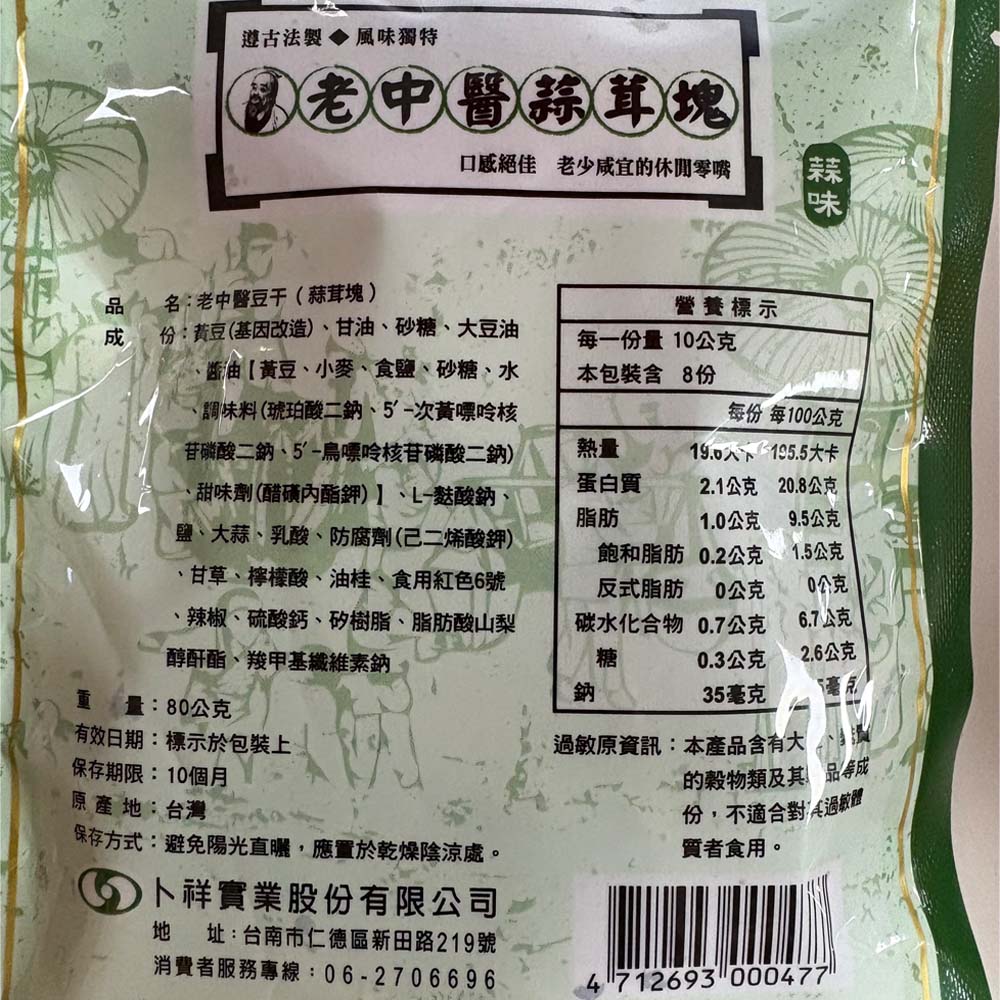 遵古法製◆風味獨特
老中醫蒜茸塊
口感絕佳 老少咸宜的休閒零嘴
蒜味
品 名:老中醫豆干(蒜茸塊)
成 份:黃豆(基因改造)、甘油、砂糖、大豆油
、醬油【黃豆、小麥、食鹽、砂糖、水
、調味料(琥珀酸二鈉、5′-次黃嘌呤核
苷磷酸二鈉、5′-鳥嘌呤核苷磷酸二鈉)
、甜味劑(醋磺內酯鉀)】、L-麩酸鈉、
鹽、大蒜、乳酸、防腐劑(己二烯酸鉀)
、甘草、檸檬酸、油桂、食用紅色6號
、辣椒、硫酸鈣、矽樹脂、脂肪酸山梨
醇酐酯、羧甲基纖維素鈉
重 量:80公克
有效日期:標示於包裝上
保存期限:10個月
原產地:台灣
保存方式:避免陽光直曬,應置於乾燥陰涼處。
卜祥實業股份有限公司
地 址:台南市仁德區新田路219號
消費者服務專線:06-2706696
營養標示
每一份量 10公克
本包裝含 8份
每份 每100公克
熱量 19.6大卡 195.5大卡
蛋白質 2.1公克 20.8公克
脂肪 1.0公克 9.5公克
飽和脂肪 0.2公克 1.5公克
反式脂肪 0公克 0公克
碳水化合物 0.7公克 6.7公克
糖 0.3公克 2.6公克
鈉 35毫克 毫克
過敏原資訊:本產品含有大、
的穀物類及其品等成
份,不適合對其過敏體
質者食用。
4 712693 000477